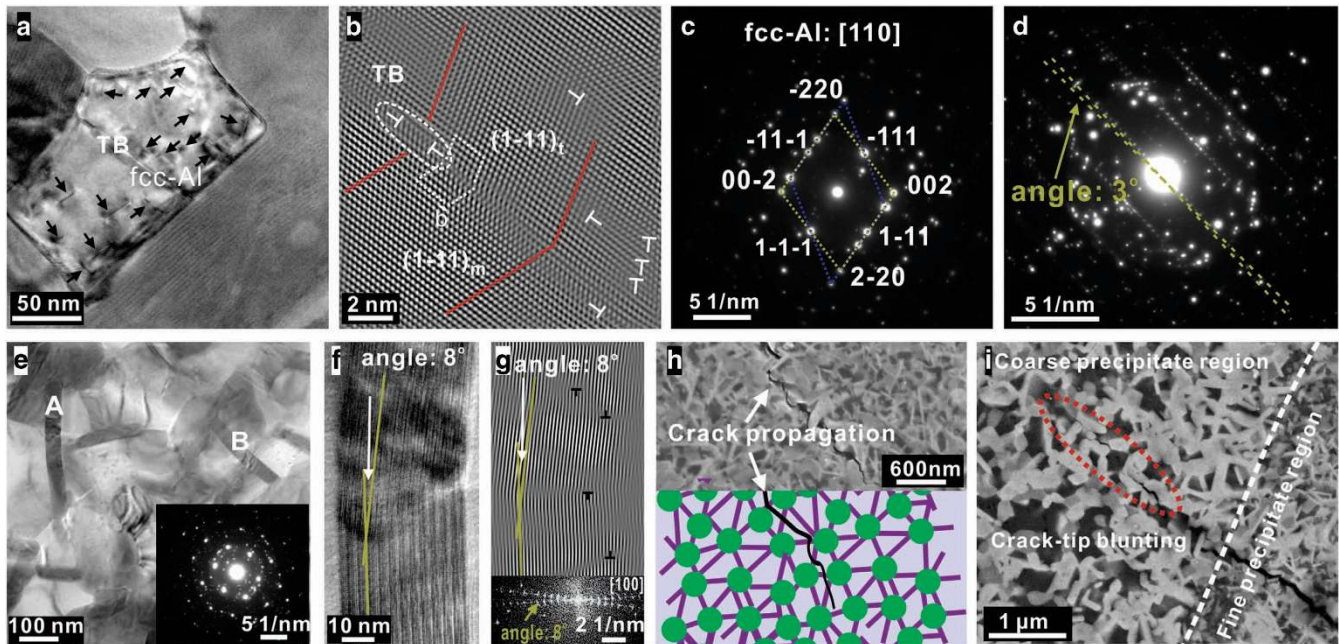 a
TB
fcc-Al
50 nm
b
TB
(1-11)t
b
(1-11)m
2 nm
c
fcc-Al: [110]
-220
-11-1
-111
00-2
002
1-1-1
1-11
2-20
5 1/nm
d
angle: 3°
5 1/nm
e
A
B
100 nm
5 1/nm
f
angle: 8°
10 nm
g
angle: 8°
[100]
angle: 8°
2 1/nm
h
Crack propagation
600nm
i
Coarse precipitate region
Crack-tip blunting
Fine precipitate region
1 µm